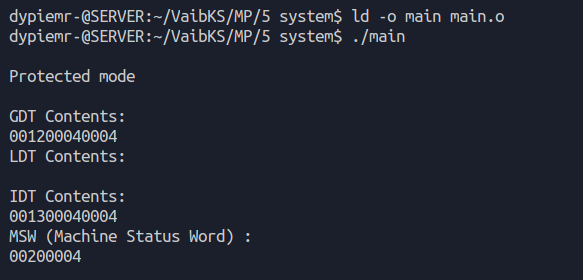 dypiemr-@SERVER:~/VaibKS/MP/5 system$ ld -o main main.o
dypiemr-@SERVER:~/VaibKS/MP/5 system$ ./main
Protected mode
GDT Contents:
001200040004
LDT Contents:
IDT Contents:
001300040004
MSW (Machine Status Word) :
00200004